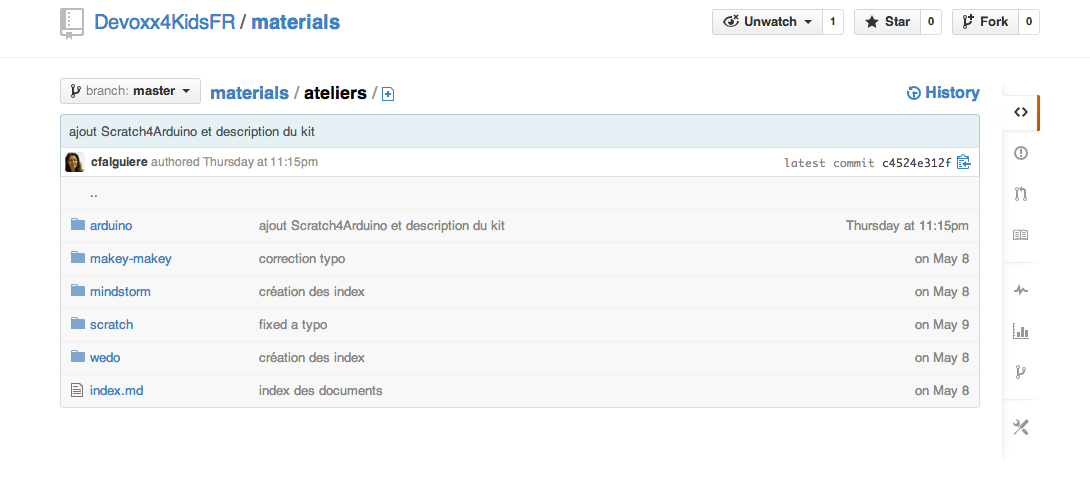 Devoxx4KidsFR / materials Unwatch 1 Star 0 Fork 0
branch: master materials / ateliers / History
ajout Scratch4Arduino et description du kit
cfalguiere authored Thursday at 11:15pm latest commit c4524e312f
..
arduino ajout Scratch4Arduino et description du kit Thursday at 11:15pm
makey-makey correction typo on May 8
mindstorm création des index on May 8
scratch fixed a typo on May 9
wedo création des index on May 8
index.md index des documents on May 8